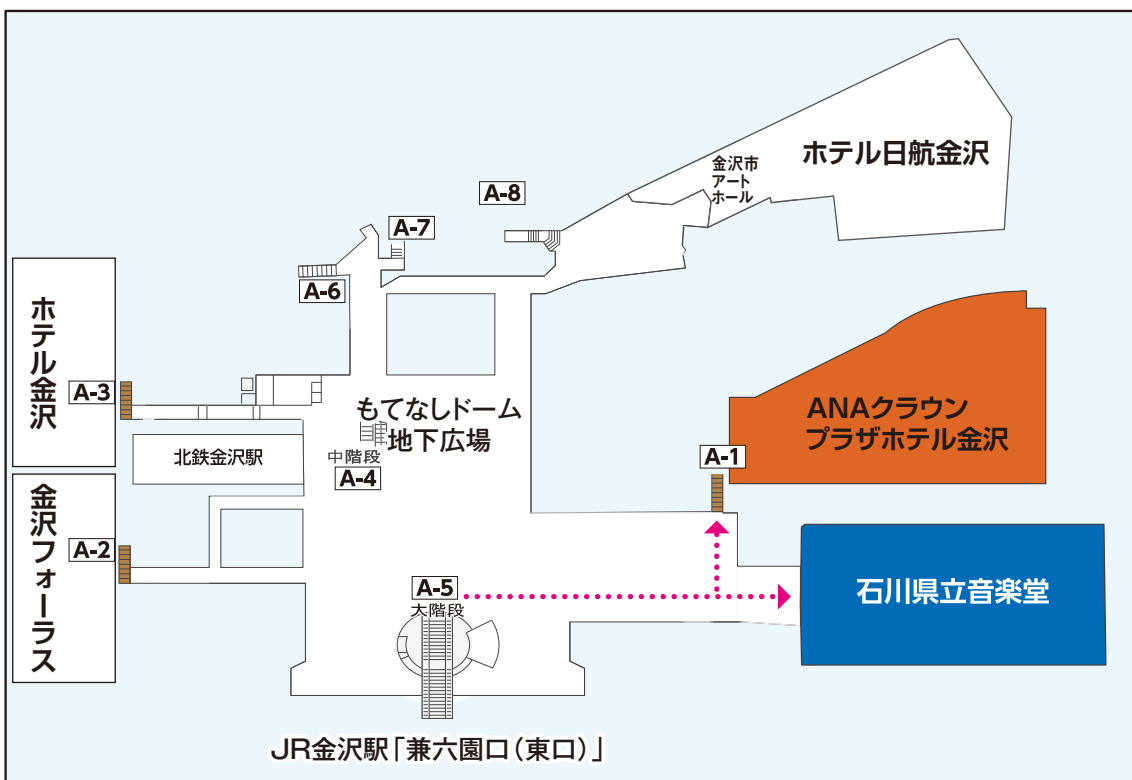 ホテル日航金沢
金沢市
アート
ホール
A-8
A-7
A-6
ホテル金沢
A-3
もてなしドーム
地下広場
中階段
A-4
北鉄金沢駅
ANAクラウン
プラザホテル金沢
A-1
金沢フォーラス
A-2
A-5
大階段
石川県立音楽堂
JR金沢駅「兼六園口（東口）」